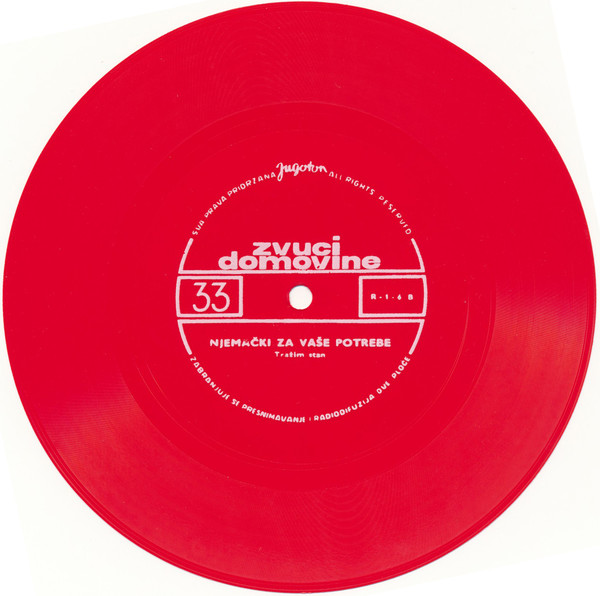 SVA PRAVA PRIDRŽANA Jugoton ALL RIGHTS RESERVED
zvuci
domovine
33
R-1-6 B
NJEMAČKI ZA VAŠE POTREBE
Tražim stan
ZABRANJUJE SE PRESNIMAVANJE I RADIODIFUZIJA OVE PLOČE